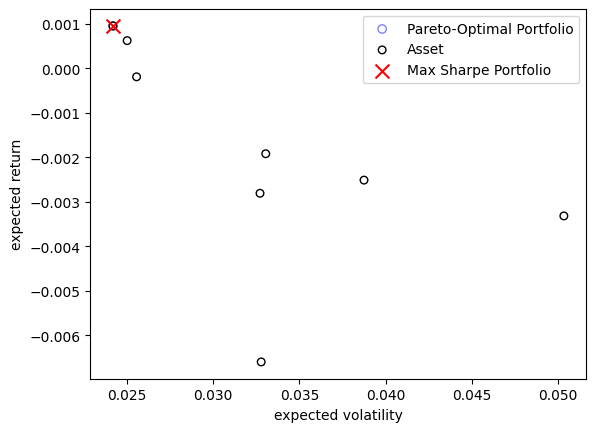 0.001
0.000
−0.001
−0.002
−0.003
−0.004
−0.005
−0.006
expected return
Pareto-Optimal Portfolio
Asset
Max Sharpe Portfolio
0.025 0.030 0.035 0.040 0.045 0.050
expected volatility